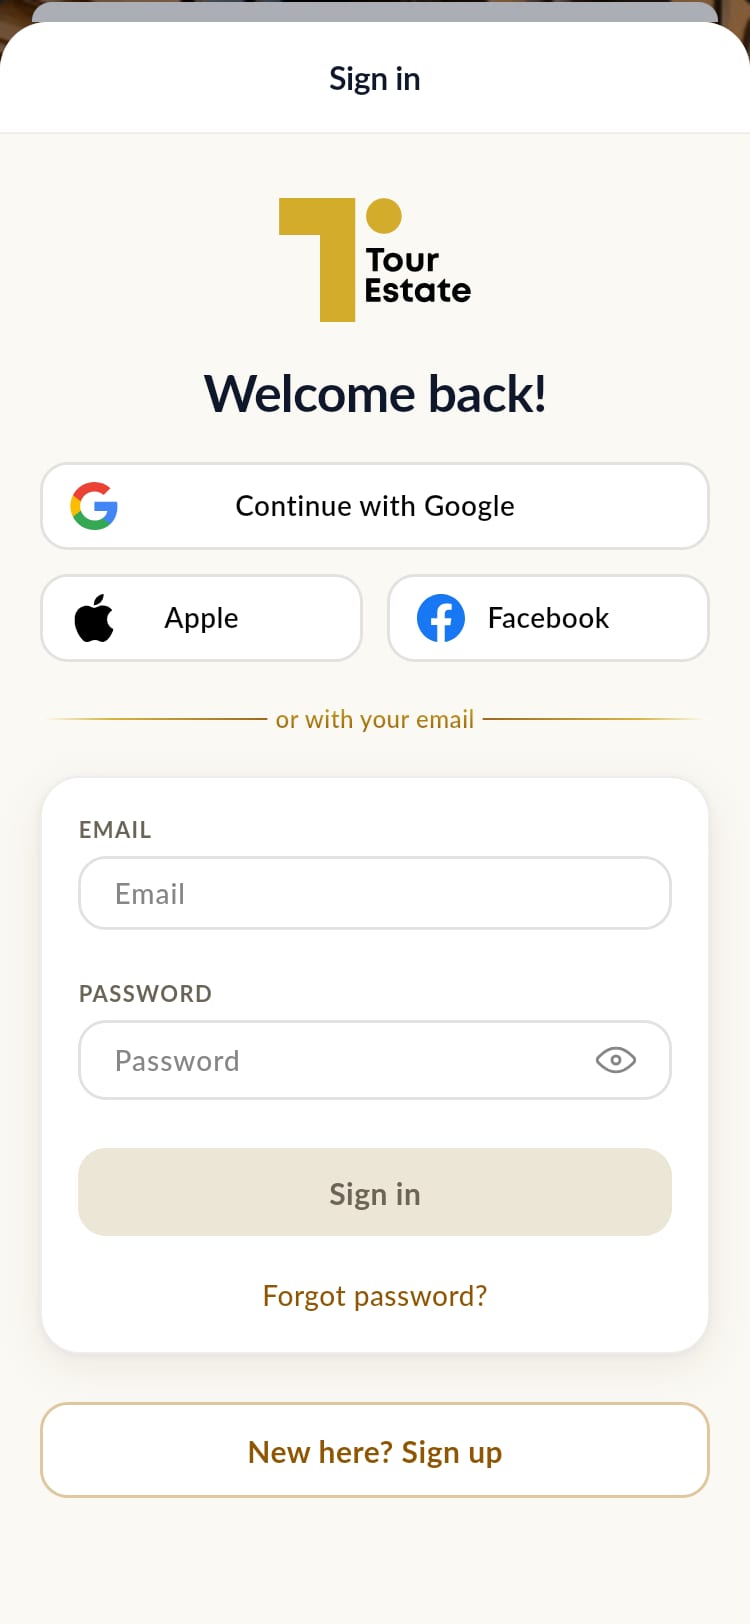 Sign in
Tour
Estate
Welcome back!
Continue with Google
Apple
Facebook
or with your email
EMAIL
Email
PASSWORD
Password
Sign in
Forgot password?
New here? Sign up